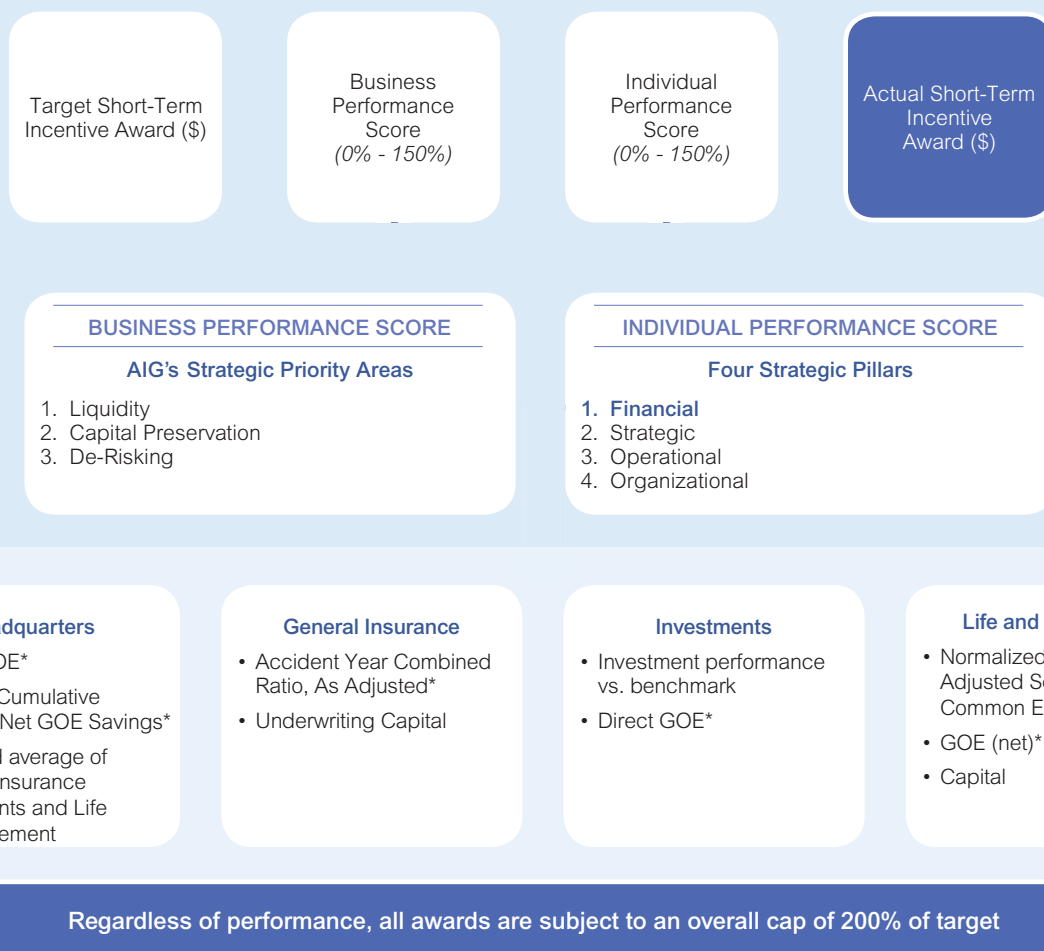 Target Short-Term
Incentive Award ($)
Business
Performance
Score
(0% - 150%)
Individual
Performance
Score
(0% - 150%)
Actual Short-Term
Incentive
Award ($)
BUSINESS PERFORMANCE SCORE
AIG's Strategic Priority Areas
1. Liquidity
2. Capital Preservation
3. De-Risking
INDIVIDUAL PERFORMANCE SCORE
Four Strategic Pillars
1. Financial
2. Strategic
3. Operational
4. Organizational
Cumulative
Net GOE Savings*
average of
General Insurance
• Accident Year Combined
Ratio, As Adjusted*
• Underwriting Capital
Investments
• Investment performance
vs. benchmark
• Direct GOE*
Life and
• Normalized
Adjusted
Common
• GOE (net)*
• Capital
Regardless of performance, all awards are subject to an overall cap of 200% of target